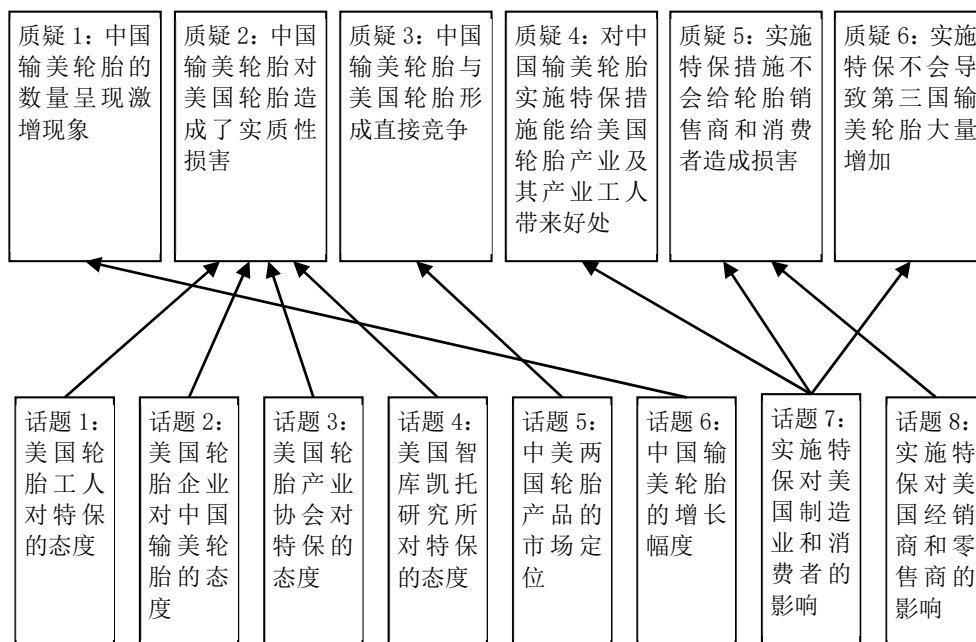 质疑 1：中国
输美轮胎的
数量呈现激
增现象
质疑 2：中国
输美轮胎对
美国轮胎造
成了实质性
损害
质疑 3：中国
输美轮胎与
美国轮胎形
成直接竞争
质疑 4：对中
国输美轮胎
实施特保措
施能给美国
轮胎产业及
其产业工人
带来好处
质疑 5：实施
特保措施不
会给轮胎销
售商和消费
者造成损害
质疑 6：实施
特保不会导
致第三国输
美轮胎大量
增加
话题 1：
美国轮
胎工人
对特保
的态度
话题 2：
美国轮
胎企业
对中国
输美轮
胎的态
度
话题 3：
美国轮
胎产业
协会对
特保的
态度
话题 4：
美国智
库凯托
研究所
对特保
的态度
话题 5：
中美两
国轮胎
产品的
市场定
位
话题 6：
中国输
美轮胎
的增长
幅度
话题 7：
实施特
保对美
国制造
业和消
费者的
影响
话题 8：
实施特
保对美
国经销
商和零
售商的
影响